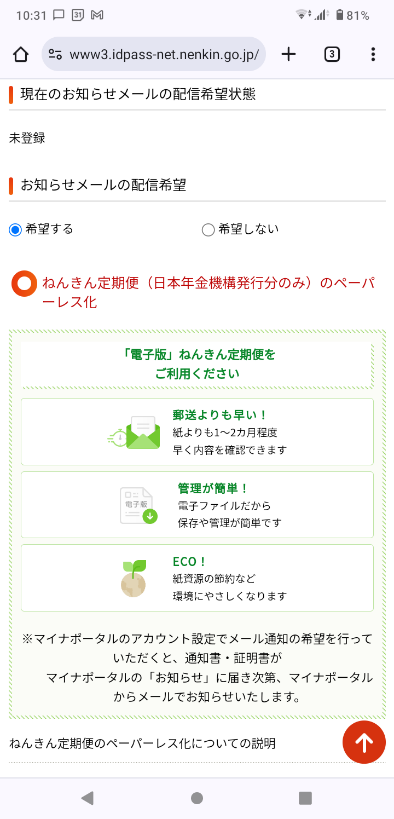 10:31
31
81%
www3.idpass-net.nenkin.go.jp/
3
現在のお知らせメールの配信希望状態
未登録
お知らせメールの配信希望
希望する
希望しない
ねんきん定期便（日本年金機構発行分のみ）のペーパ
ーレス化
「電子版」ねんきん定期便を
ご利用ください
郵送よりも早い！
紙よりも1～2カ月程度
早く内容を確認できます
電子版
管理が簡単！
電子ファイルだから
保存や管理が簡単です
ECO！
紙資源の節約など
環境にやさしくなります
※マイナポータルのアカウント設定でメール通知の希望を行って
いただくと、通知書・証明書が
マイナポータルの「お知らせ」に届き次第、マイナポータル
からメールでお知らせいたします。
ねんきん定期便のペーパーレス化についての説明